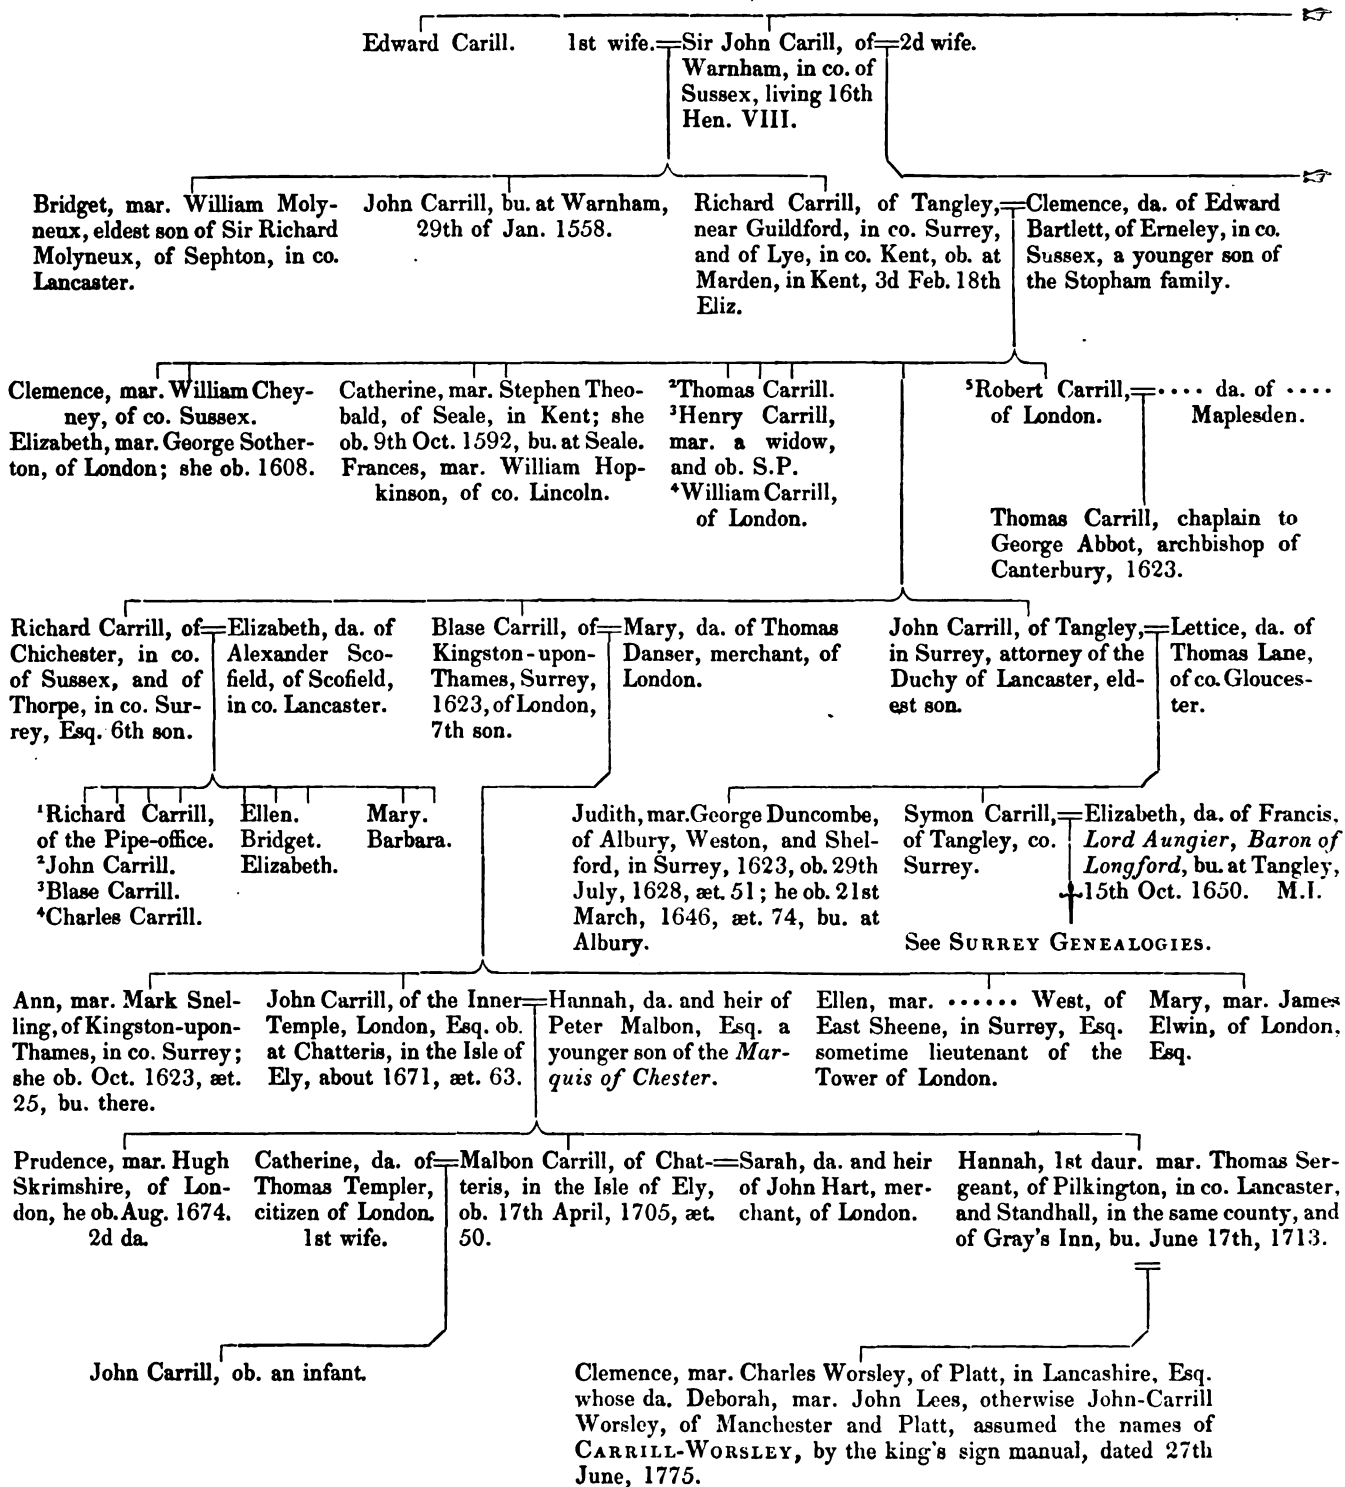 Edward Carill.
1st wife.
Sir John Carill, of
Warnham, in co. of
Sussex, living 16th
Hen. VIII.
2d wife.
Bridget, mar. William Moly-
neux, eldest son of Sir Richard
Molyneux, of Sephton, in co.
Lancaster.
John Carrill, bu. at Warnham,
29th of Jan. 1558.
Richard Carrill, of Tangley,
near Guildford, in co. Surrey,
and of Lye, in co. Kent, ob. at
Marden, in Kent, 3d Feb. 18th
Eliz.
Clemence, da. of Edward
Bartlett, of Erneley, in co.
Sussex, a younger son of
the Stopham family.
Clemence, mar. William Chey-
ney, of co. Sussex.
Elizabeth, mar. George Sother-
ton, of London; she ob. 1608.
Catherine, mar. Stephen Theo-
bald, of Seale, in Kent; she
ob. 9th Oct. 1592, bu. at Seale.
Frances, mar. William Hop-
kinson, of co. Lincoln.
²Thomas Carrill.
³Henry Carrill,
mar. a widow,
and ob. S.P.
⁴William Carrill,
of London.
⁵Robert Carrill,
of London.
.... da. of ....
Maplesden.
Thomas Carrill, chaplain to
George Abbot, archbishop of
Canterbury, 1623.
Richard Carrill, of
Chichester, in co.
of Sussex, and of
Thorpe, in co. Sur-
rey, Esq. 6th son.
Elizabeth, da. of
Alexander Sco-
field, of Scofield,
in co. Lancaster.
Blase Carrill, of
Kingston-upon-
Thames, Surrey,
1623, of London,
7th son.
Mary, da. of Thomas
Danser, merchant, of
London.
John Carrill, of Tangley,
in Surrey, attorney of the
Duchy of Lancaster, eld-
est son.
Lettice, da. of
Thomas Lane,
of co. Glouces-
ter.
¹Richard Carrill,
of the Pipe-office.
²John Carrill.
³Blase Carrill.
⁴Charles Carrill.
Ellen.
Bridget.
Elizabeth.
Mary.
Barbara.
Judith, mar. George Duncombe,
of Albury, Weston, and Shel-
ford, in Surrey, 1623, ob. 29th
July, 1628, æt. 51; he ob. 21st
March, 1646, æt. 74, bu. at
Albury.
Symon Carrill,
of Tangley, co.
Surrey.
Elizabeth, da. of Francis,
Lord Aungier, Baron of
Longford, bu. at Tangley,
15th Oct. 1650. M.I.
See SURREY GENEALOGIES.
Ann, mar. Mark Snel-
ling, of Kingston-upon-
Thames, in co. Surrey;
she ob. Oct. 1623, æt.
25, bu. there.
John Carrill, of the Inner
Temple, London, Esq. ob.
at Chatteris, in the Isle of
Ely, about 1671, æt. 63.
Hannah, da. and heir of
Peter Malbon, Esq. a
younger son of the Mar-
quis of Chester.
Ellen, mar. ...... West, of
East Sheene, in Surrey, Esq.
sometime lieutenant of the
Tower of London.
Mary, mar. James
Elwin, of London,
Esq.
Prudence, mar. Hugh
Skrimshire, of Lon-
don, he ob. Aug. 1674.
2d da.
Catherine, da. of
Thomas Templer,
citizen of London.
1st wife.
Malbon Carrill, of Chat-
teris, in the Isle of Ely,
ob. 17th April, 1705, æt.
50.
Sarah, da. and heir
of John Hart, mer-
chant, of London.
Hannah, 1st daur. mar. Thomas Ser-
geant, of Pilkington, in co. Lancaster,
and Standhall, in the same county, and
of Gray's Inn, bu. June 17th, 1713.
John Carrill, ob. an infant.
Clemence, mar. Charles Worsley, of Platt, in Lancashire, Esq.
whose da. Deborah, mar. John Lees, otherwise John-Carrill
Worsley, of Manchester and Platt, assumed the names of
CARRILL-WORSLEY, by the king's sign manual, dated 27th
June, 1775.